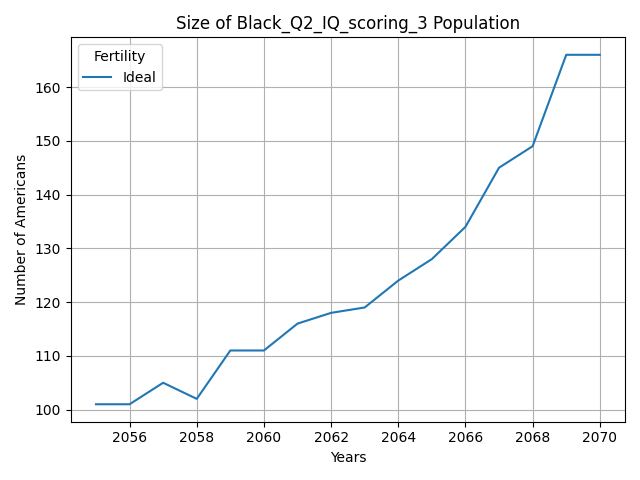 Size of Black_Q2_IQ_scoring_3 Population
Fertility
Ideal
Number of Americans
160
150
140
130
120
110
100
2056 2058 2060 2062 2064 2066 2068 2070
Years